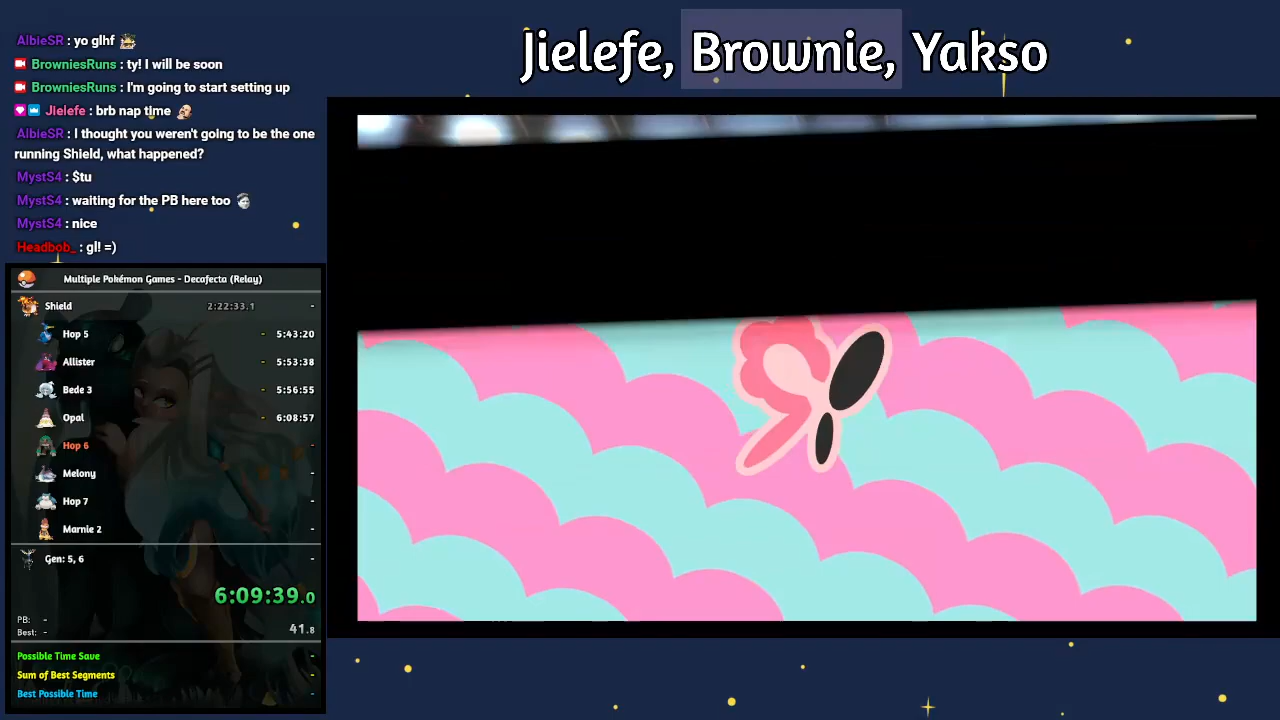 Jielefe, Brownie, Yakso
AlbieSR : yo glhf
BrowniesRuns : ty! I will be soon
BrowniesRuns : I'm going to start setting up
Jielefe : brb nap time
AlbieSR : I thought you weren't going to be the one
running Shield, what happened?
MystS4 : $tu
MystS4 : waiting for the PB here too
MystS4 : nice
Headbob_ : gl! =)
Multiple Pokémon Games - Decafecta (Relay)
Shield 2:22:33.1 -
Hop 5 - 5:43:20
Allister - 5:53:38
Bede 3 - 5:56:55
Opal - 6:08:57
Hop 6 -
Melony -
Hop 7 -
Marnie 2 -
Gen: 5, 6 -
6:09:39.0
PB: -
Best: - 41.8
Possible Time Save -
Sum of Best Segments -
Best Possible Time -